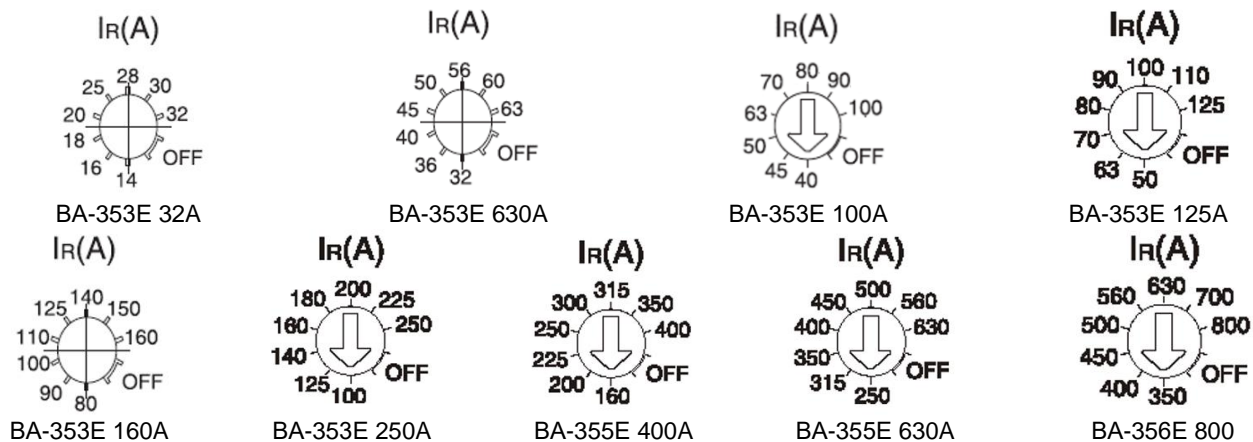 IR(A)
IR(A)
IR(A)
IR(A)
28
25
30
20
32
18
OFF
16
14
56
50
60
45
63
40
OFF
36
32
80
70
90
63
100
50
OFF
45
40
100
90
110
80
125
70
OFF
63
50
BA-353E 32A
BA-353E 630A
BA-353E 100A
BA-353E 125A
IR(A)
IR(A)
IR(A)
IR(A)
IR(A)
140
125
150
110
160
100
OFF
90
80
200
180
225
160
250
140
OFF
125
100
315
300
350
250
400
225
OFF
200
160
500
450
560
400
630
350
OFF
315
250
630
560
700
500
800
450
OFF
400
350
BA-353E 160A
BA-353E 250A
BA-355E 400A
BA-355E 630A
BA-356E 800